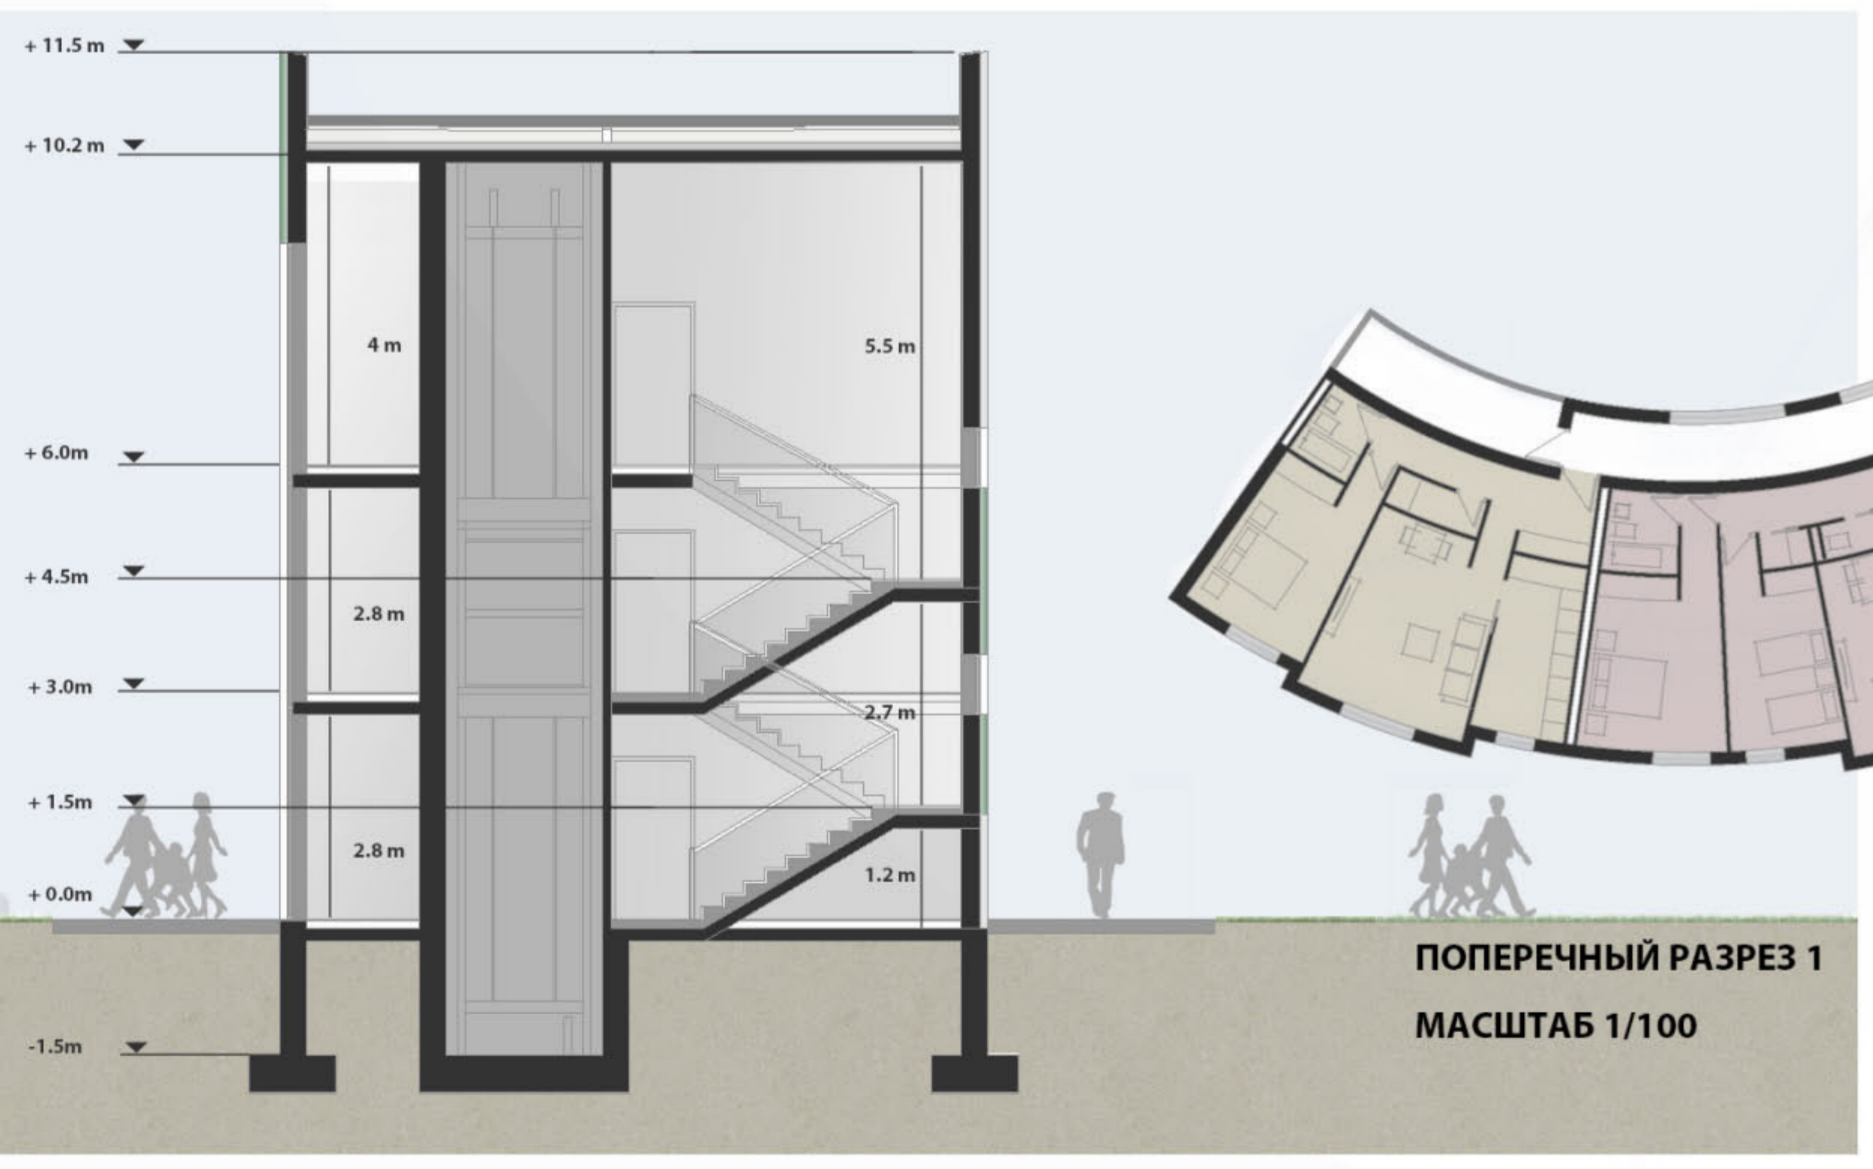 + 11.5 m
+ 10.2 m
4 m
5.5 m
+ 6.0m
+ 4.5m
2.8 m
+ 3.0m
2.7 m
+ 1.5m
2.8 m
1.2 m
+ 0.0m
ПОПЕРЕЧНЫЙ РАЗРЕЗ 1
МАСШТАБ 1/100
-1.5m